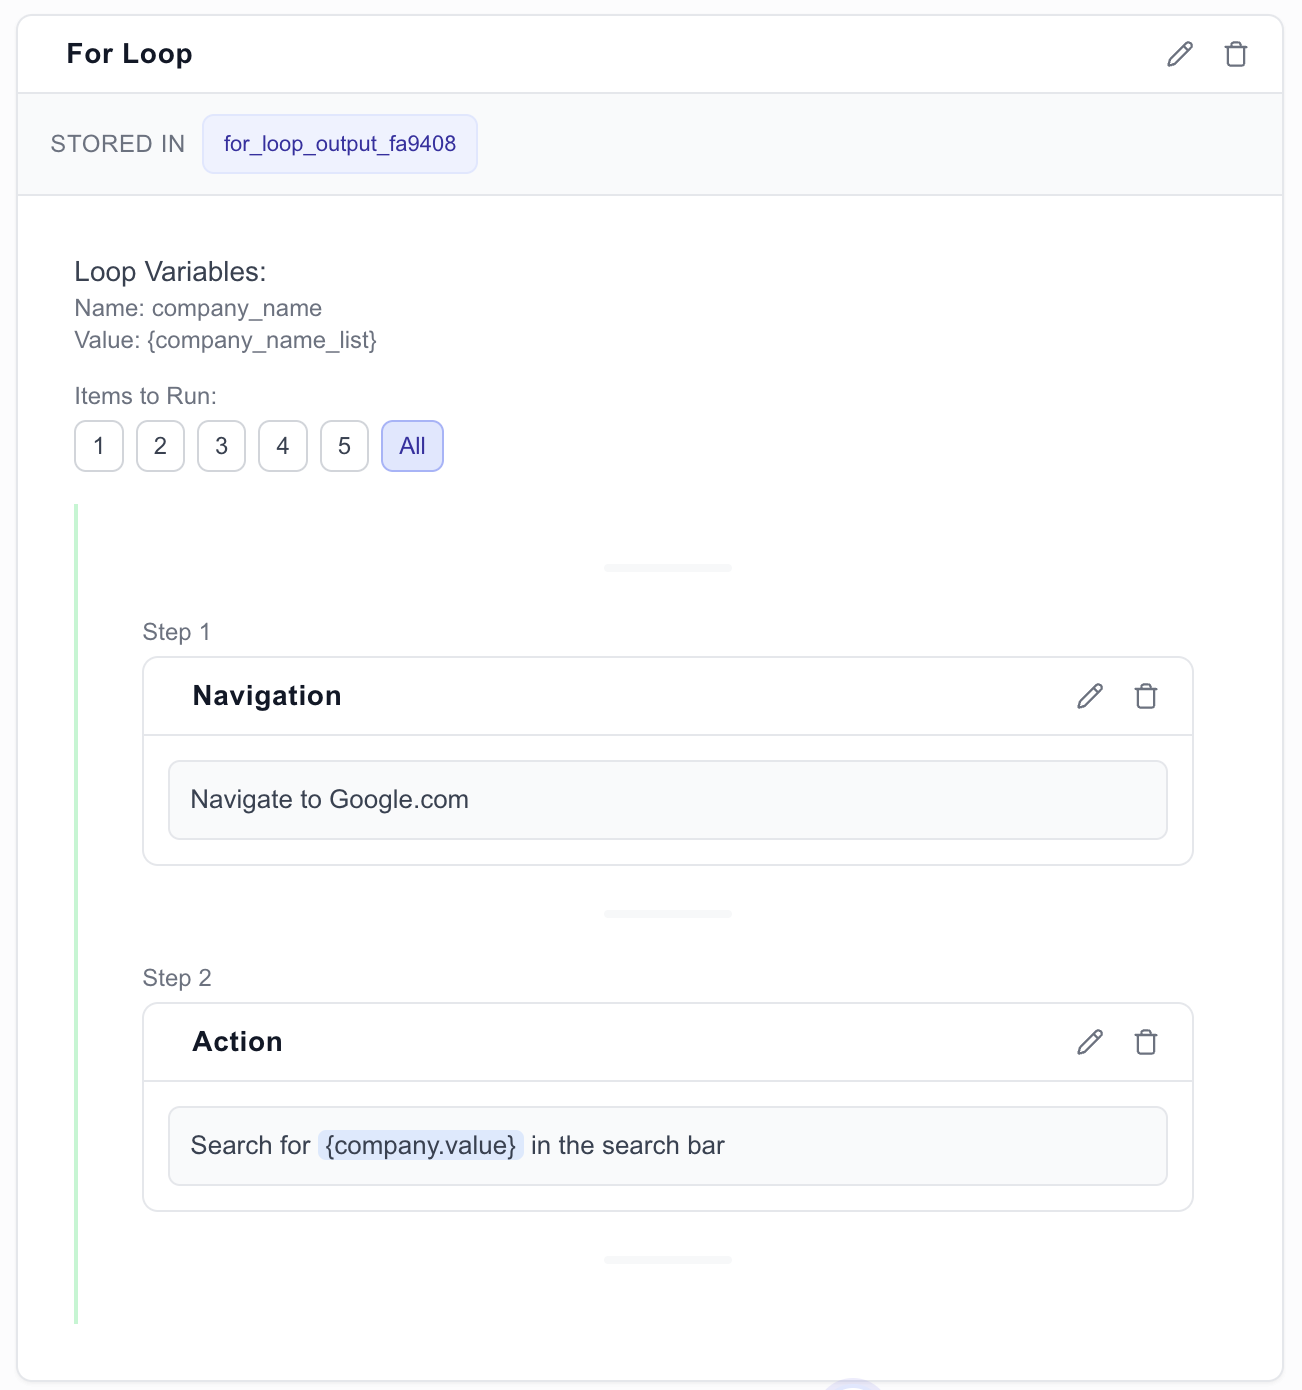 For Loop
STORED IN for_loop_output_fa9408
Loop Variables:
Name: company_name
Value: {company_name_list}
Items to Run:
1 2 3 4 5 All
Step 1
Navigation
Navigate to Google.com
Step 2
Action
Search for {company.value} in the search bar